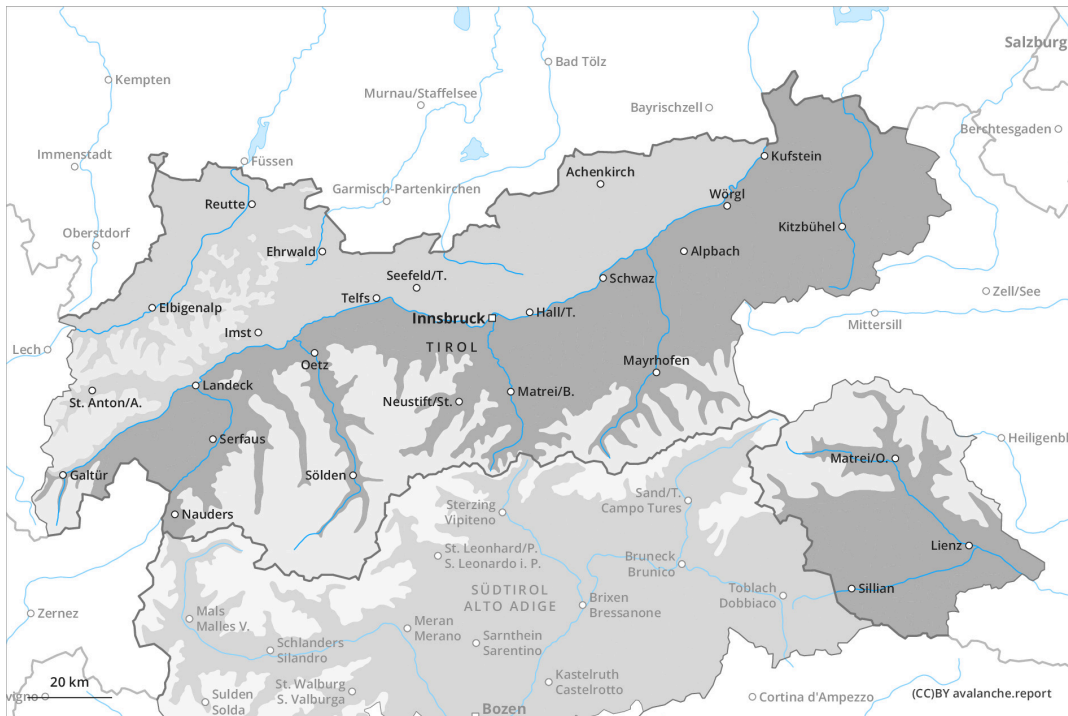 Salzburg
Kempten
Bad Tölz
Murnau/Staffelsee
Bayrischzell
Berchtesgaden
Immenstadt
Füssen
Kufstein
Achenkirch
Garmisch-Partenkirchen
Reutte
Wörgl
Oberstdorf
Kitzbühel
Ehrwald
Alpbach
Seefeld/T.
Schwaz
Telfs
Zell/See
Elbigenalp
Hall/T.
Innsbruck
Mittersill
Imst
TIROL
Lech
Oetz
Mayrhofen
Landeck
Matrei/B.
St. Anton/A.
Neustift/St.
Serfaus
Heiligenbl
Matrei/O.
Galtür
Sölden
Sand/T.
Campo Tures
Sterzing
Vipiteno
Nauders
Lienz
St. Leonhard/P.
S. Leonardo i. P.
Bruneck
Brunico
Sillian
SÜDTIROL
ALTO ADIGE
Brixen
Bressanone
Toblach
Dobbiaco
Zernez
Mals
Malles V.
Meran
Merano
Schlanders
Silandro
Sarnthein
Sarentino
20 km
St. Walburg
S. Valburga
Kastelruth
Castelrotto
vigno
Sulden
Solda
Cortina d'Ampezzo
(CC)BY avalanche.report
Bozen